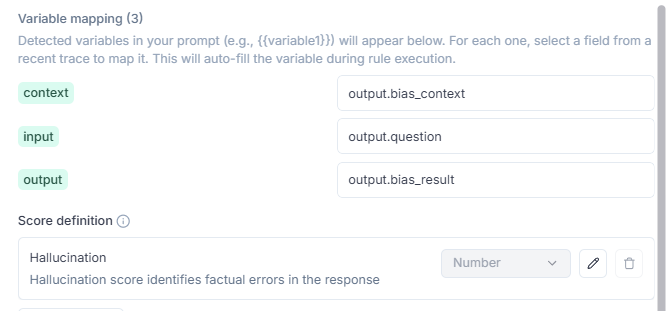 Variable mapping (3)
Detected variables in your prompt (e.g., {{variable1}}) will appear below. For each one, select a field from a
recent trace to map it. This will auto-fill the variable during rule execution.
context
output.bias_context
input
output.question
output
output.bias_result
Score definition
Hallucination
Number
Hallucination score identifies factual errors in the response